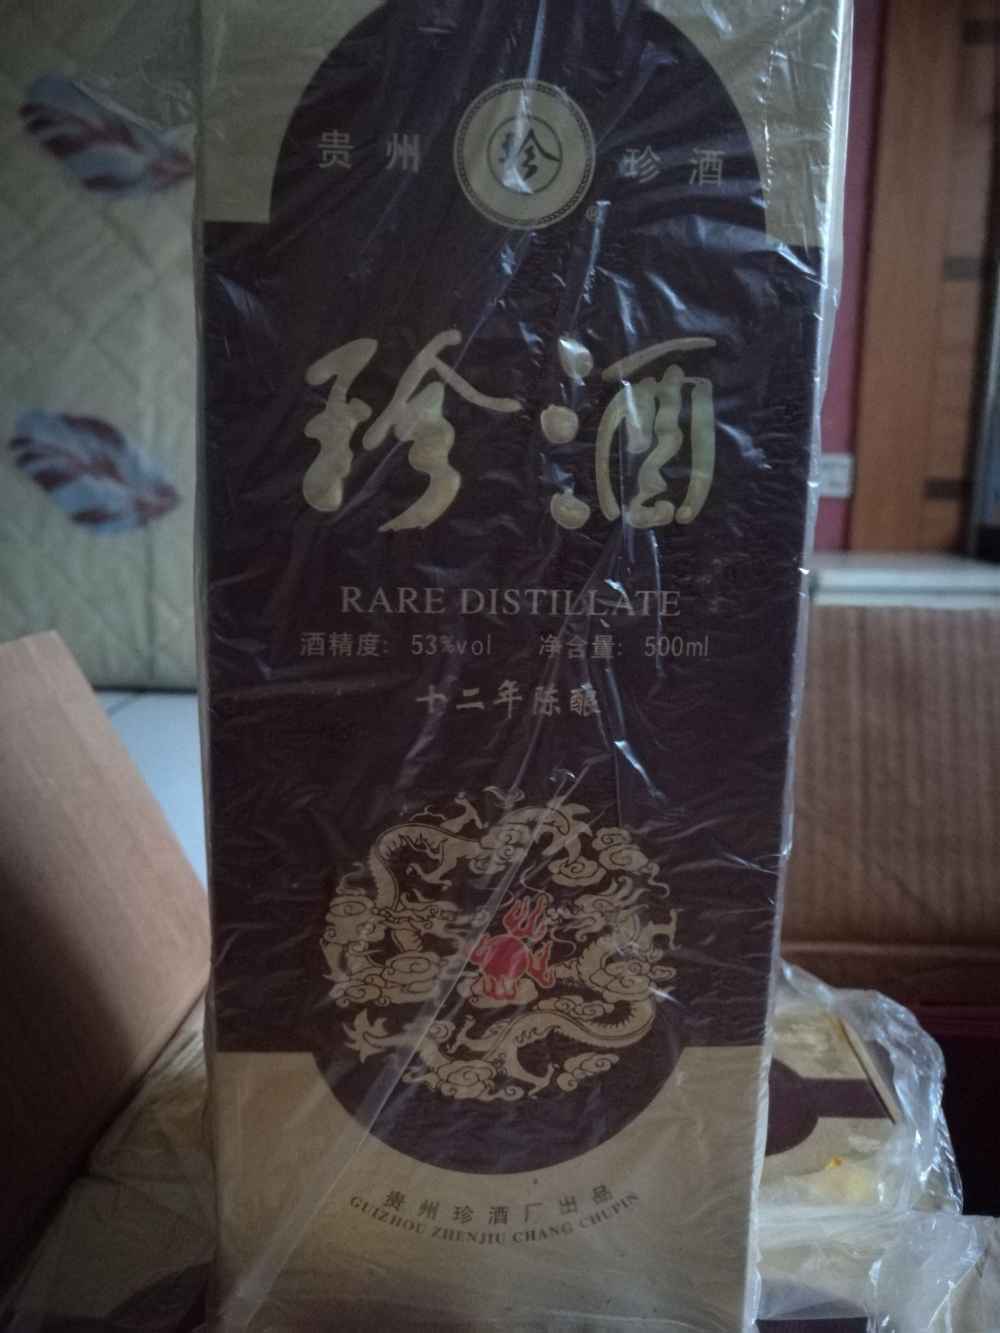 贵州 珍 珍酒
珍酒
RARE DISTILLATE
酒精度: 53%vol 净含量: 500ml
十二年陈酿
贵州珍酒厂出品
GUIZHOU ZHENJIU CHANG CHUPIN